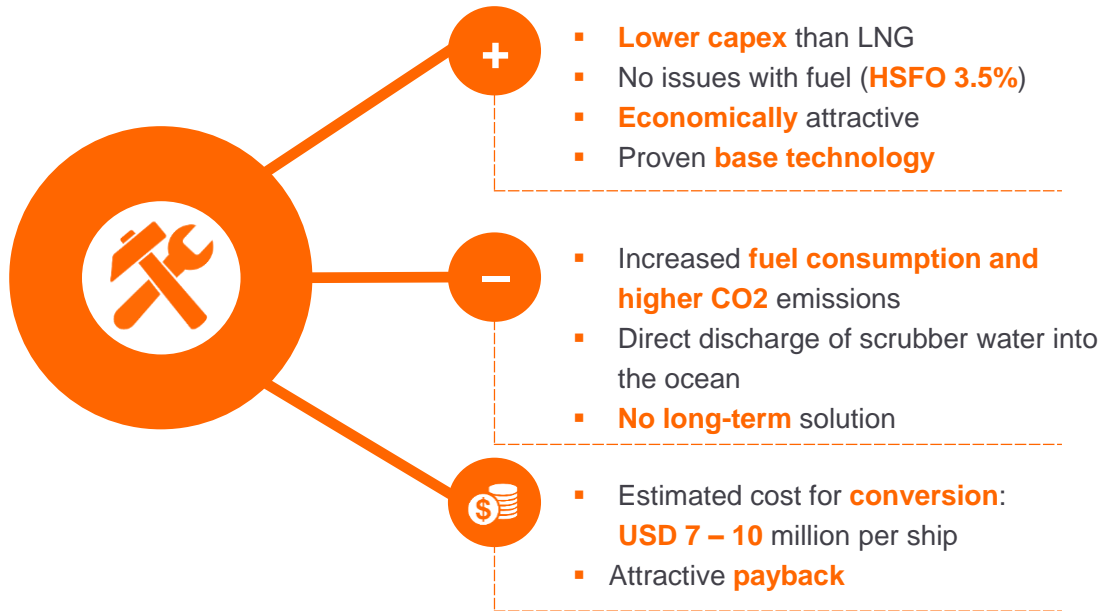 +
▪ Lower capex than LNG
▪ No issues with fuel (HSFO 3.5%)
▪ Economically attractive
▪ Proven base technology
–
▪ Increased fuel consumption and
higher CO2 emissions
▪ Direct discharge of scrubber water into
the ocean
▪ No long-term solution
$
▪ Estimated cost for conversion:
USD 7 – 10 million per ship
▪ Attractive payback